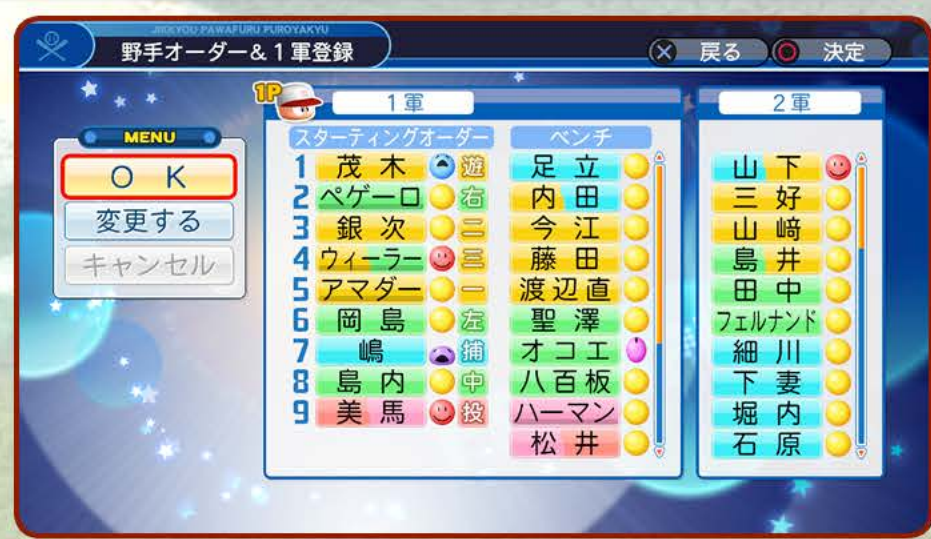 JIKKYOU PAWAFURU PUROYAKYU
野手オーダー&1軍登録
× 戻る ○ 決定
MENU
OK
変更する
キャンセル
1P
1軍
スターティングオーダー
1 茂木 遊
2 ペゲーロ 右
3 銀次 二
4 ウィーラー 三
5 アマダー 一
6 岡島 左
7 嶋 捕
8 島内 中
9 美馬 投
ベンチ
足立
内田
今江
藤田
渡辺直
聖澤
オコエ
八百板
ハーマン
松井
2軍
山下
三好
山﨑
島井
田中
フェルナンド
細川
下妻
堀内
石原